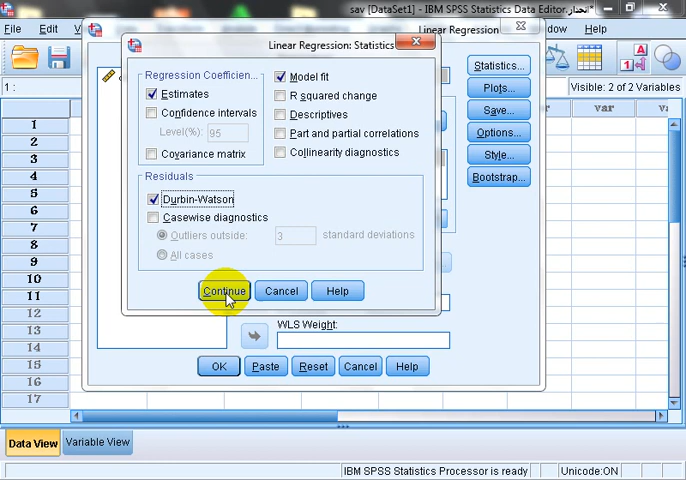 *انحدار.sav [DataSet1] - IBM SPSS Statistics Data Editor
File Edit
Linear Regression
Window Help
Linear Regression: Statistics
Regression Coefficien...
Estimates
Confidence intervals
Level(%): 95
Covariance matrix
Model fit
R squared change
Descriptives
Part and partial correlations
Collinearity diagnostics
Residuals
Durbin-Watson
Casewise diagnostics
Outliers outside: 3 standard deviations
All cases
Continue Cancel Help
Statistics...
Plots...
Save...
Options...
Style...
Bootstrap...
WLS Weight:
OK Paste Reset Cancel Help
1 :
Visible: 2 of 2 Variables
var var
1
2
3
4
5
6
7
8
9
10
11
12
13
14
15
16
17
Data View Variable View
IBM SPSS Statistics Processor is ready Unicode:ON